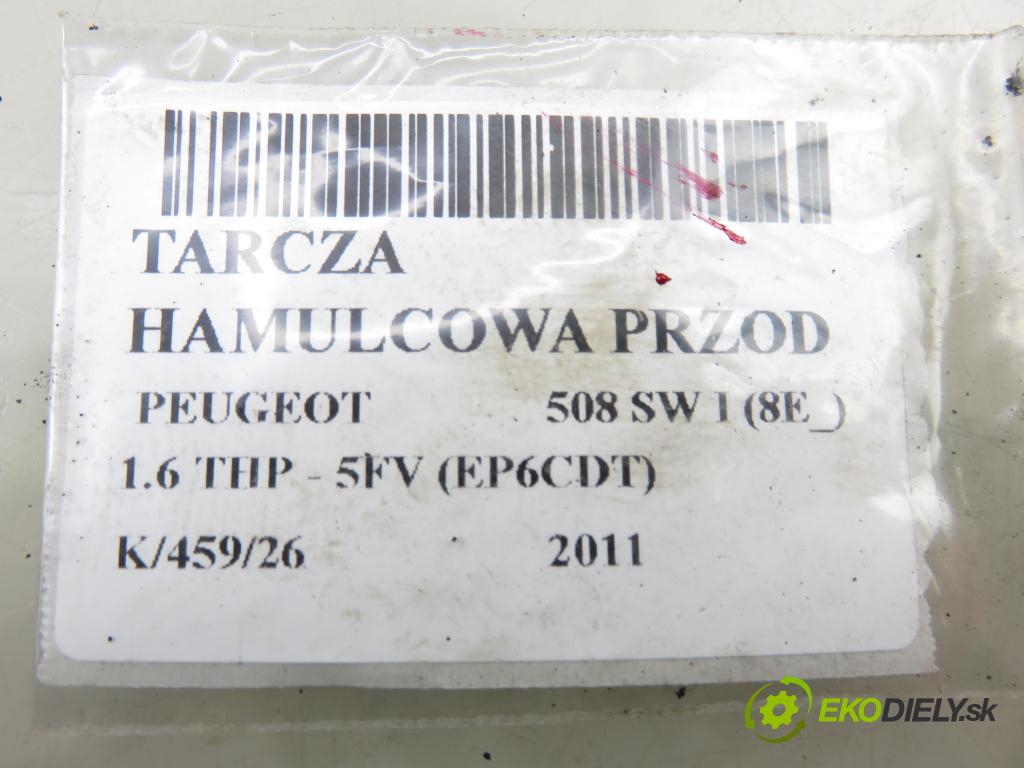 TARCZA
HAMULCOWA PRZOD
PEUGEOT 508 SW I (8E_)
1.6 THP - 5FV (EP6CDT)
K/459/26 2011
EKODIELY.sk